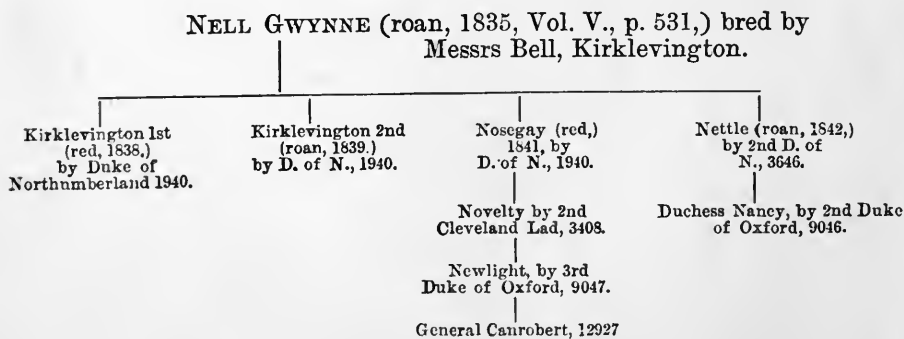 NELL GWYNNE (roan, 1835, Vol. V., p. 531,) bred by
Messrs Bell, Kirklevington.
Kirklevington 1st
(red, 1838,)
by Duke of
Northumberland 1940.
Kirklevington 2nd
(roan, 1839.)
by D. of N., 1940.
Nosegay (red,)
1841, by
D. of N., 1940.
Novelty by 2nd
Cleveland Lad, 3408.
Newlight, by 3rd
Duke of Oxford, 9047.
General Canrobert, 12927
Nettle (roan, 1842,)
by 2nd D. of
N., 3646.
Duchess Nancy, by 2nd Duke
of Oxford, 9046.